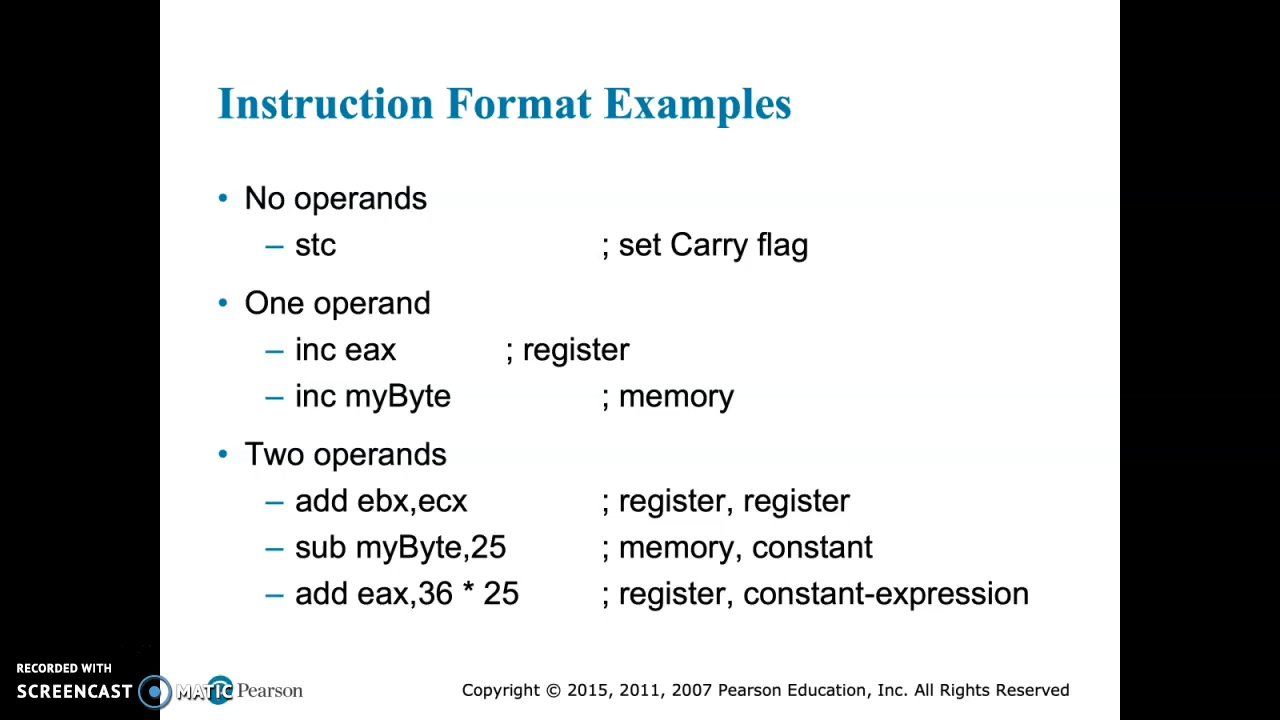 Instruction Format Examples
• No operands
– stc ; set Carry flag
• One operand
– inc eax ; register
– inc myByte ; memory
• Two operands
– add ebx,ecx ; register, register
– sub myByte,25 ; memory, constant
– add eax,36 * 25 ; register, constant-expression
RECORDED WITH
SCREENCAST MATIC
Pearson
Copyright © 2015, 2011, 2007 Pearson Education, Inc. All Rights Reserved